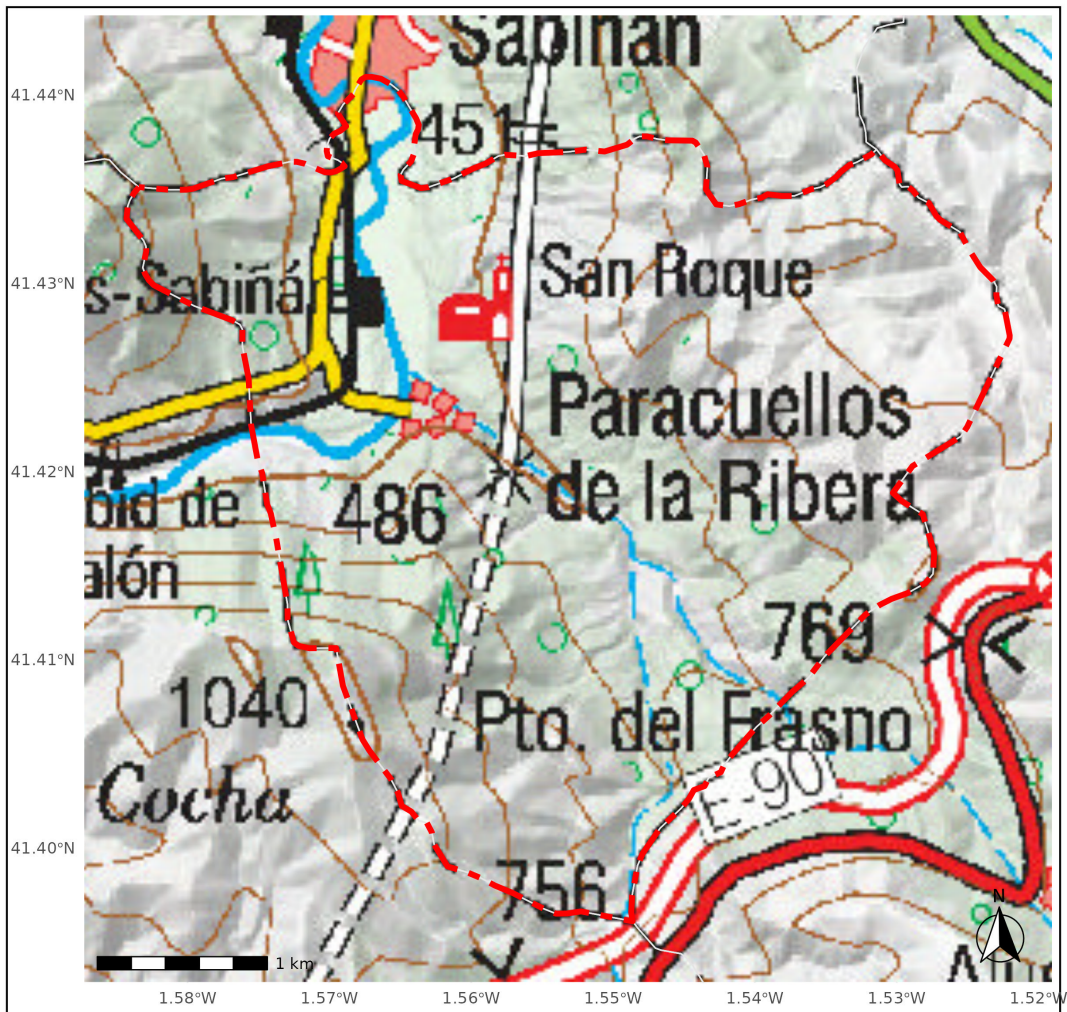 Sabiñán
41.44°N
451
41.43°N
San Roque
s-Sabiñán
Paracuellos
de la Ribera
41.42°N
486
bid de
alón
769
41.41°N
1040
Pto. del Frasno
E-90
Cocha
41.40°N
756
N
1 km
1.58°W
1.57°W
1.56°W
1.55°W
1.54°W
1.53°W
1.52°W